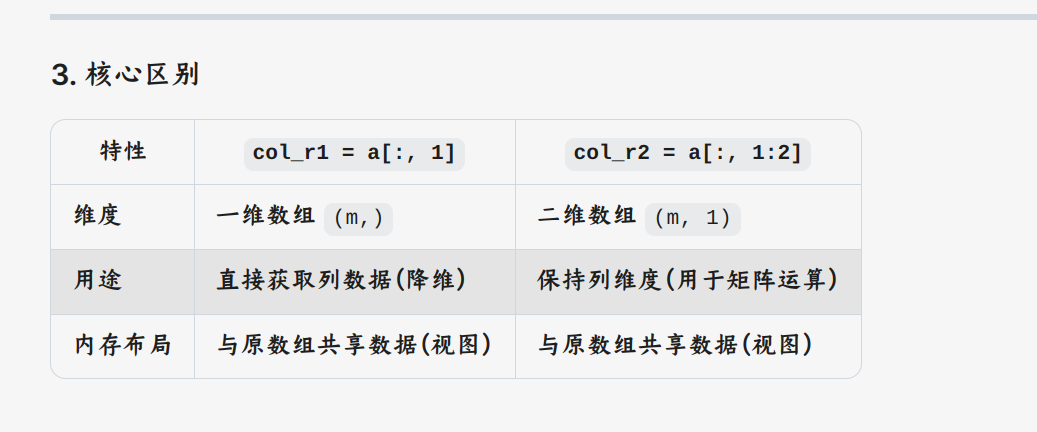 3. 核心区别
特性 col_r1 = a[:, 1] col_r2 = a[:, 1:2]
维度 一维数组 (m,) 二维数组 (m, 1)
用途 直接获取列数据(降维) 保持列维度(用于矩阵运算)
内存布局 与原数组共享数据(视图) 与原数组共享数据(视图)